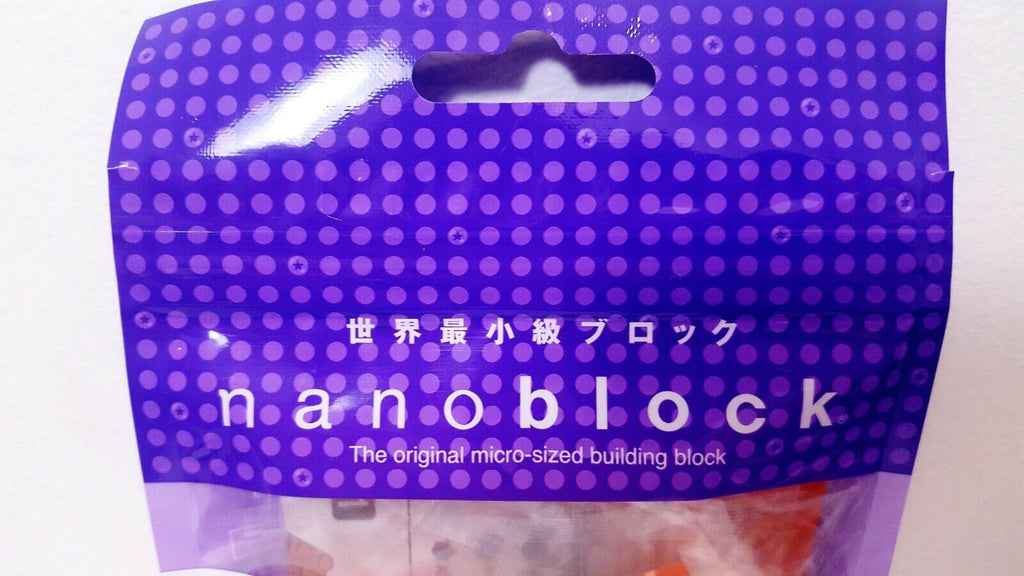 世界最小級ブロック
nanoblock®
The original micro-sized building block